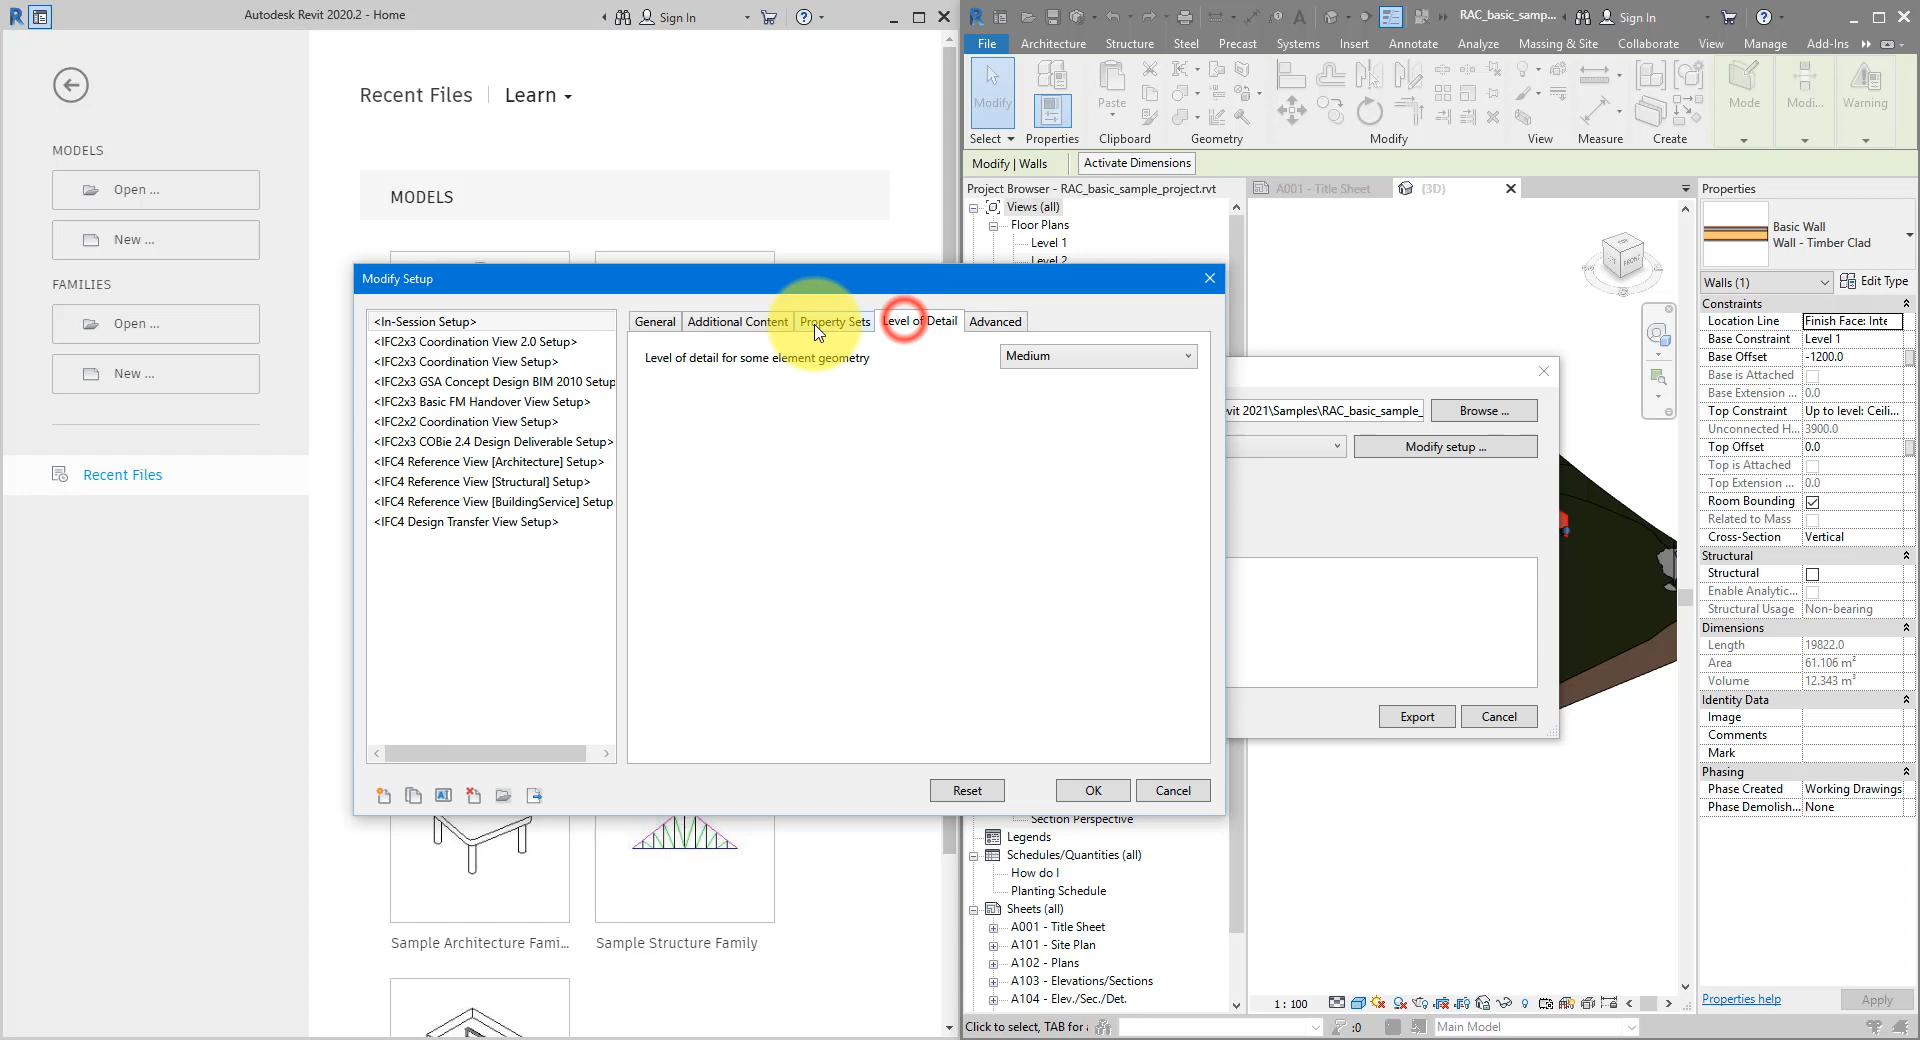 Autodesk Revit 2020.2 - Home
Sign In
Recent Files
Learn
MODELS
Open ...
New ...
FAMILIES
Open ...
New ...
Recent Files
MODELS
Sample Architecture Fami...
Sample Structure Family
RAC_basic_samp...
Sign In
File
Architecture
Structure
Steel
Precast
Systems
Insert
Annotate
Analyze
Massing & Site
Collaborate
View
Manage
Add-Ins
Modify
Paste
Mode
Modi...
Warning
Select
Properties
Clipboard
Geometry
Modify
View
Measure
Create
Modify | Walls
Activate Dimensions
Project Browser - RAC_basic_sample_project.rvt
Views (all)
Floor Plans
Level 1
Level 2
A001 - Title Sheet
{3D}
TOP
FRONT
Modify Setup
<In-Session Setup>
<IFC2x3 Coordination View 2.0 Setup>
<IFC2x3 Coordination View Setup>
<IFC2x3 GSA Concept Design BIM 2010 Setup
<IFC2x3 Basic FM Handover View Setup>
<IFC2x2 Coordination View Setup>
<IFC2x3 COBie 2.4 Design Deliverable Setup>
<IFC4 Reference View [Architecture] Setup>
<IFC4 Reference View [Structural] Setup>
<IFC4 Reference View [BuildingService] Setup
<IFC4 Design Transfer View Setup>
General
Additional Content
Property Sets
Level of Detail
Advanced
Level of detail for some element geometry
Medium
Reset
OK
Cancel
vit 2021\Samples\RAC_basic_sample_
Browse ...
Modify setup ...
Export
Cancel
Section Perspective
Legends
Schedules/Quantities (all)
How do I
Planting Schedule
Sheets (all)
A001 - Title Sheet
A101 - Site Plan
A102 - Plans
A103 - Elevations/Sections
A104 - Elev./Sec./Det.
1 : 100
Click to select, TAB for
:0
Main Model
Properties
Basic Wall
Wall - Timber Clad
Walls (1)
Edit Type
Constraints
Location Line Finish Face: Inte
Base Constraint Level 1
Base Offset -1200.0
Base is Attached
Base Extension ... 0.0
Top Constraint Up to level: Ceili...
Unconnected H... 3900.0
Top Offset 0.0
Top is Attached
Top Extension ... 0.0
Room Bounding
Related to Mass
Cross-Section Vertical
Structural
Structural
Enable Analytic...
Structural Usage Non-bearing
Dimensions
Length 19822.0
Area 61.106 m²
Volume 12.343 m³
Identity Data
Image
Comments
Mark
Phasing
Phase Created Working Drawings
Phase Demolish... None
Properties help
Apply